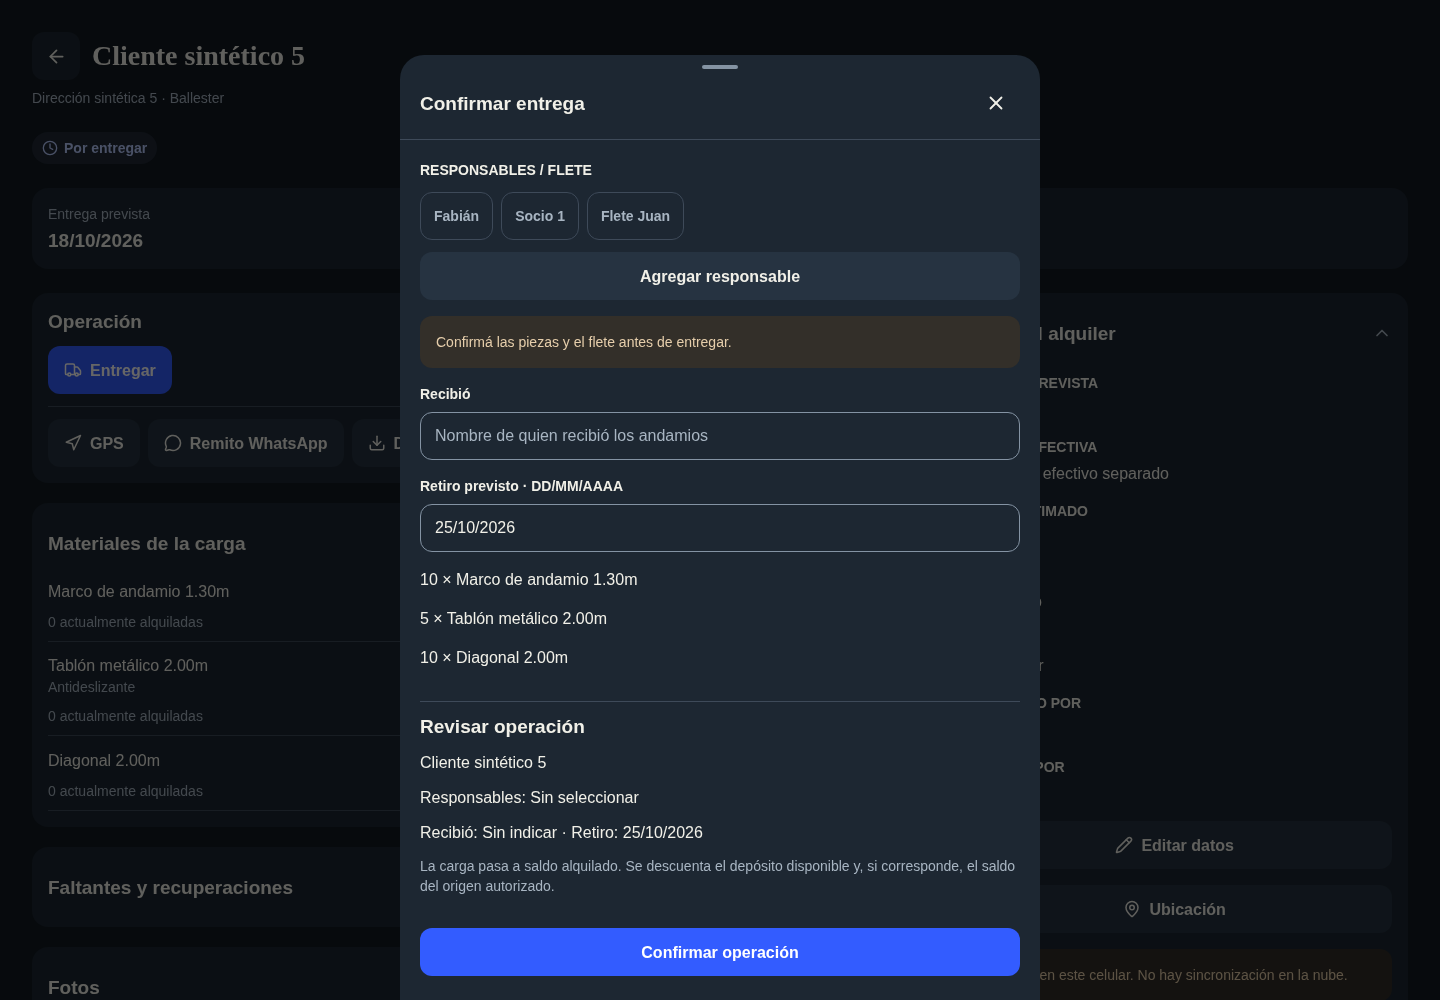 Cliente sintético 5
Dirección sintética 5 · Ballester
Por entregar
Entrega prevista
18/10/2026
Operación
Entregar
GPS
Remito WhatsApp
Materiales de la carga
Marco de andamio 1.30m
0 actualmente alquiladas
Tablón metálico 2.00m
Antideslizante
0 actualmente alquiladas
Diagonal 2.00m
0 actualmente alquiladas
Faltantes y recuperaciones
Fotos
Confirmar entrega
RESPONSABLES / FLETE
Fabián
Socio 1
Flete Juan
Agregar responsable
Confirmá las piezas y el flete antes de entregar.
Recibió
Nombre de quien recibió los andamios
Retiro previsto · DD/MM/AAAA
25/10/2026
10 × Marco de andamio 1.30m
5 × Tablón metálico 2.00m
10 × Diagonal 2.00m
Revisar operación
Cliente sintético 5
Responsables: Sin seleccionar
Recibió: Sin indicar · Retiro: 25/10/2026
La carga pasa a saldo alquilado. Se descuenta el depósito disponible y, si corresponde, el saldo
del origen autorizado.
Confirmar operación
alquiler
efectivo separado
POR
POR
Editar datos
Ubicación
en este celular. No hay sincronización en la nube.